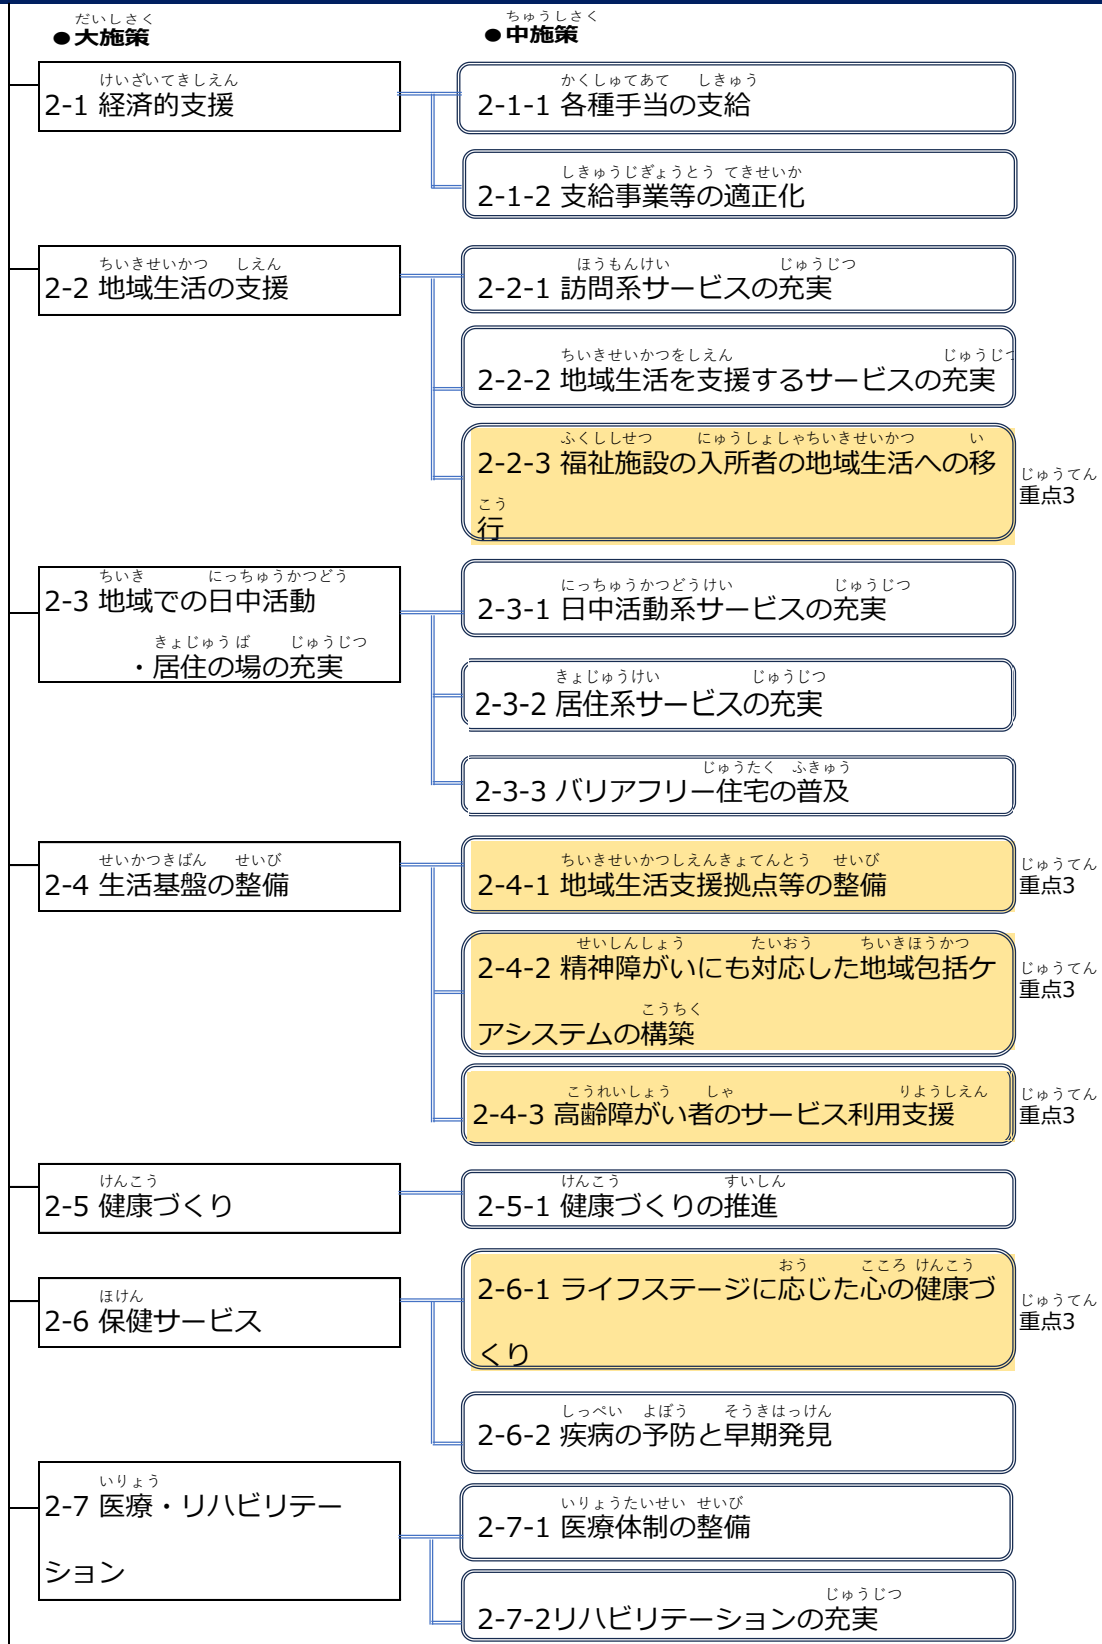 だいしさく
●大施策
ちゅうしさく
●中施策
けいざいてきしえん
2-1 経済的支援
かくしゅてあて しきゅう
2-1-1 各種手当の支給
しきゅうじぎょうとう てきせいか
2-1-2 支給事業等の適正化
ちいきせいかつ しえん
2-2 地域生活の支援
ほうもんけい じゅうじつ
2-2-1 訪問系サービスの充実
ちいきせいかつをしえん じゅうじつ
2-2-2 地域生活を支援するサービスの充実
ふくししせつ にゅうしょしゃちいきせいかつ い
2-2-3 福祉施設の入所者の地域生活への移
こう
行
じゅうてん
重点3
ちいき にっちゅうかつどう
2-3 地域での日中活動
きょじゅう ば じゅうじつ
・居住の場の充実
にっちゅうかつどうけい じゅうじつ
2-3-1 日中活動系サービスの充実
きょじゅうけい じゅうじつ
2-3-2 居住系サービスの充実
じゅうたく ふきゅう
2-3-3 バリアフリー住宅の普及
せいかつきばん せいび
2-4 生活基盤の整備
ちいきせいかつしえんきょてんとう せいび
2-4-1 地域生活支援拠点等の整備
じゅうてん
重点3
せいしんしょう たいおう ちいきほうかつ
2-4-2 精神障がいにも対応した地域包括ケ
こうちく
アシステムの構築
じゅうてん
重点3
こうれいしょう しゃ りようしえん
2-4-3 高齢障がい者のサービス利用支援
じゅうてん
重点3
けんこう
2-5 健康づくり
けんこう すいしん
2-5-1 健康づくりの推進
ほけん
2-6 保健サービス
おう こころ けんこう
2-6-1 ライフステージに応じた心の健康づ
くり
じゅうてん
重点3
しっぺい よぼう そうきはっけん
2-6-2 疾病の予防と早期発見
いりょう
2-7 医療・リハビリテー
ション
いりょうたいせい せいび
2-7-1 医療体制の整備
じゅうじつ
2-7-2リハビリテーションの充実